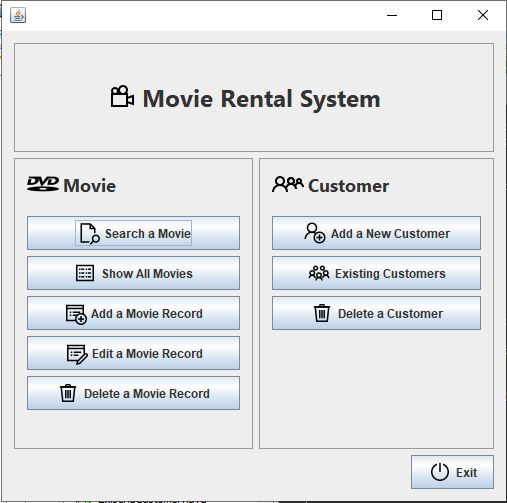 Movie Rental System
DVD Movie
Search a Movie
Show All Movies
Add a Movie Record
Edit a Movie Record
Delete a Movie Record
Customer
Add a New Customer
Existing Customers
Delete a Customer
Exit